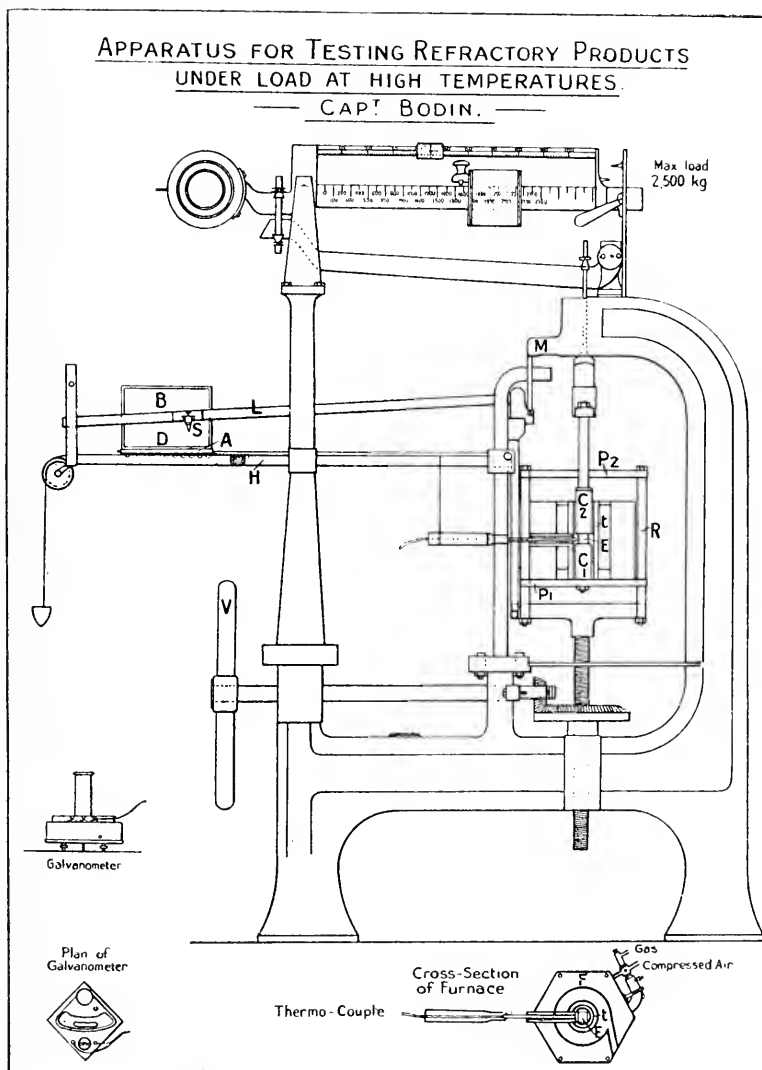 APPARATUS FOR TESTING REFRACTORY PRODUCTS
UNDER LOAD AT HIGH TEMPERATURES.
CAPT BODIN.
Max load
2,500 kg
M
B
L
S
D
A
H
P2
C2
t
R
E
C1
P1
V
Galvanometer
Plan of
Galvanometer
Cross-Section
of Furnace
Gas
Compressed Air
Thermo-Couple
F
t
E